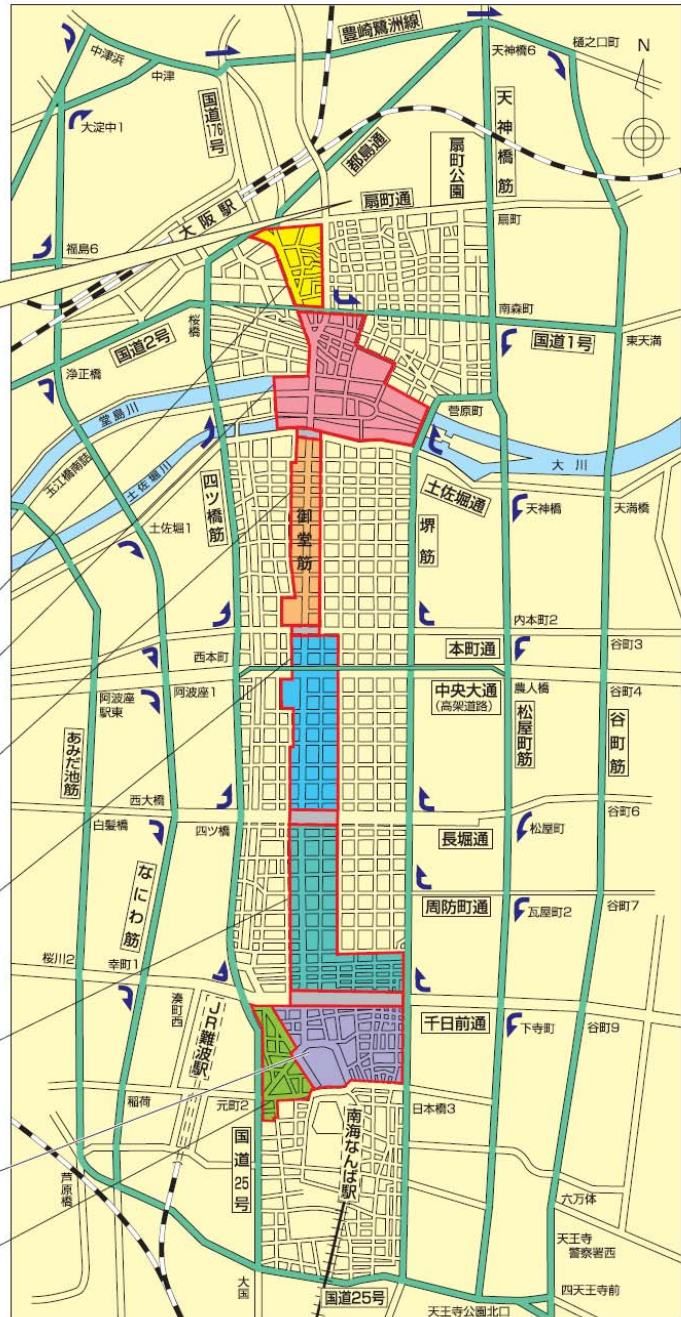 豊崎鷺洲線
中津浜
中津
天神橋6
樋之口町
N
国道176号
大淀中1
天神橋筋
都島通
扇町公園
大阪駅
扇町通
扇町
福島6
桜橋
南森町
国道2号
国道1号
東天満
浄正橋
菅原町
堂島川
大川
玉江橋南詰
土佐堀川
四ツ橋筋
土佐堀通
御堂筋
堺筋
天神橋
天満橋
土佐堀1
内本町2
西本町
本町通
谷町3
阿波座駅東
阿波座1
中央大通
(高架道路)
農人橋
谷町4
あみだ池筋
松屋町筋
谷町筋
西大橋
谷町6
白髪橋
四ツ橋
長堀通
松屋町
なにわ筋
周防町通
瓦屋町2
谷町7
桜川2
幸町1
湊町西
JR難波駅
千日前通
下寺町
谷町9
稲荷
元町2
日本橋3
国道25号
南海なんば駅
芦原橋
六万体
天王寺
警察署西
大国
四天王寺前
国道25号
天王寺公園北口